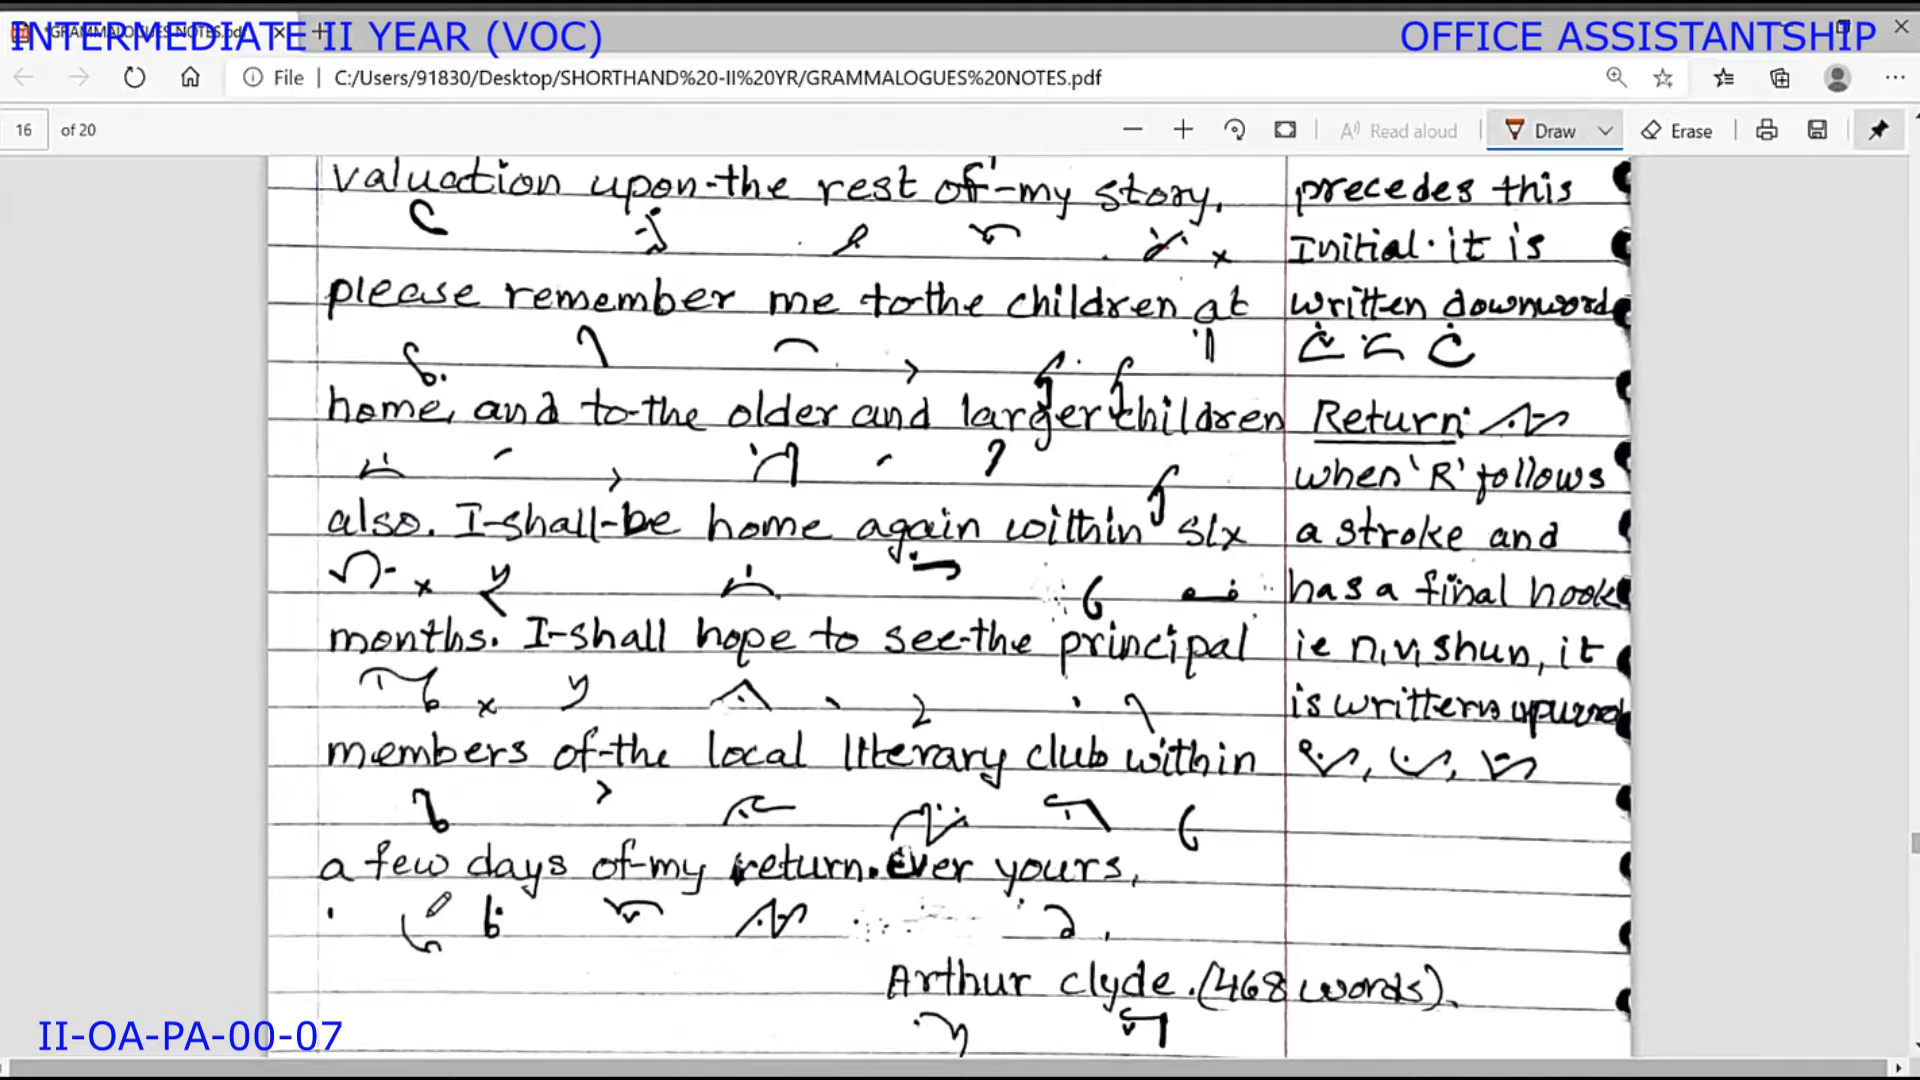 INTERMEDIATE II YEAR (VOC)
OFFICE ASSISTANTSHIP
File | C:/Users/91830/Desktop/SHORTHAND%20-II%20YR/GRAMMALOGUES%20NOTES.pdf
16 of 20
Read aloud
Draw
Erase
valuation upon-the rest of-my story.
please remember me to-the children at
home, and to-the older and larger children
also. I-shall-be home again within six
months. I-shall hope to see-the principal
members of-the local literary club within
a few days of-my return. Ever yours,
Arthur clyde. (468 words).
precedes this
Initial. it is
written downword
Return:
when 'R' follows
a stroke and
has a final hook
ie n, v, shun, it
is written
II-OA-PA-00-07